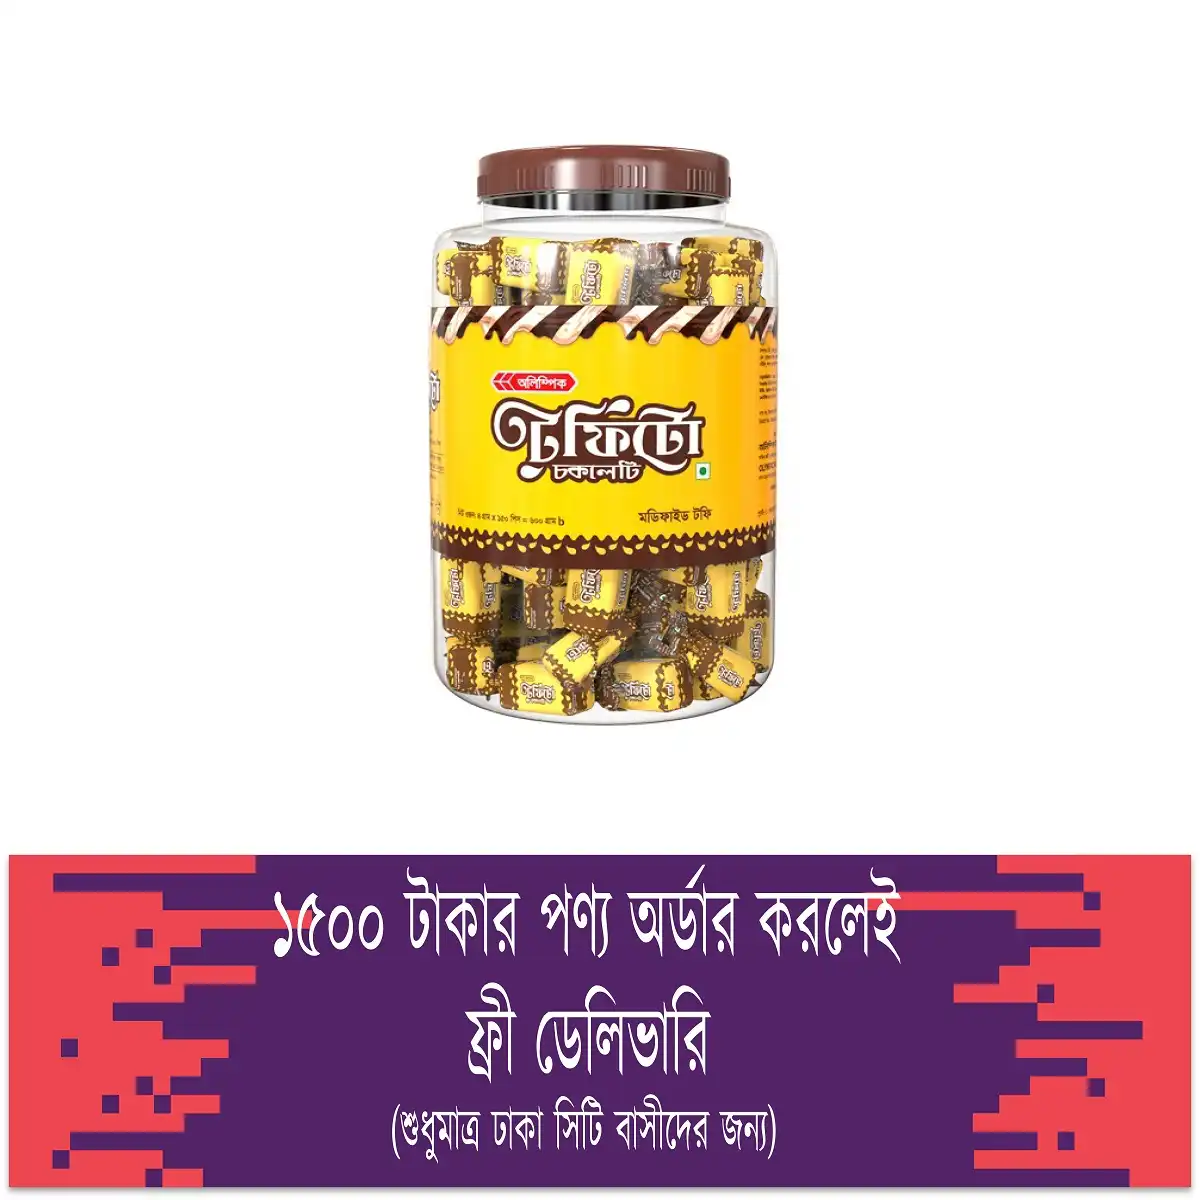 অলিম্পিক
টফিটো
চকলেটি
মডিফাইড টফি
১৫০০ টাকার পণ্য অর্ডার করলেই
ফ্রী ডেলিভারি
(শুধুমাত্র ঢাকা সিটি বাসীদের জন্য)